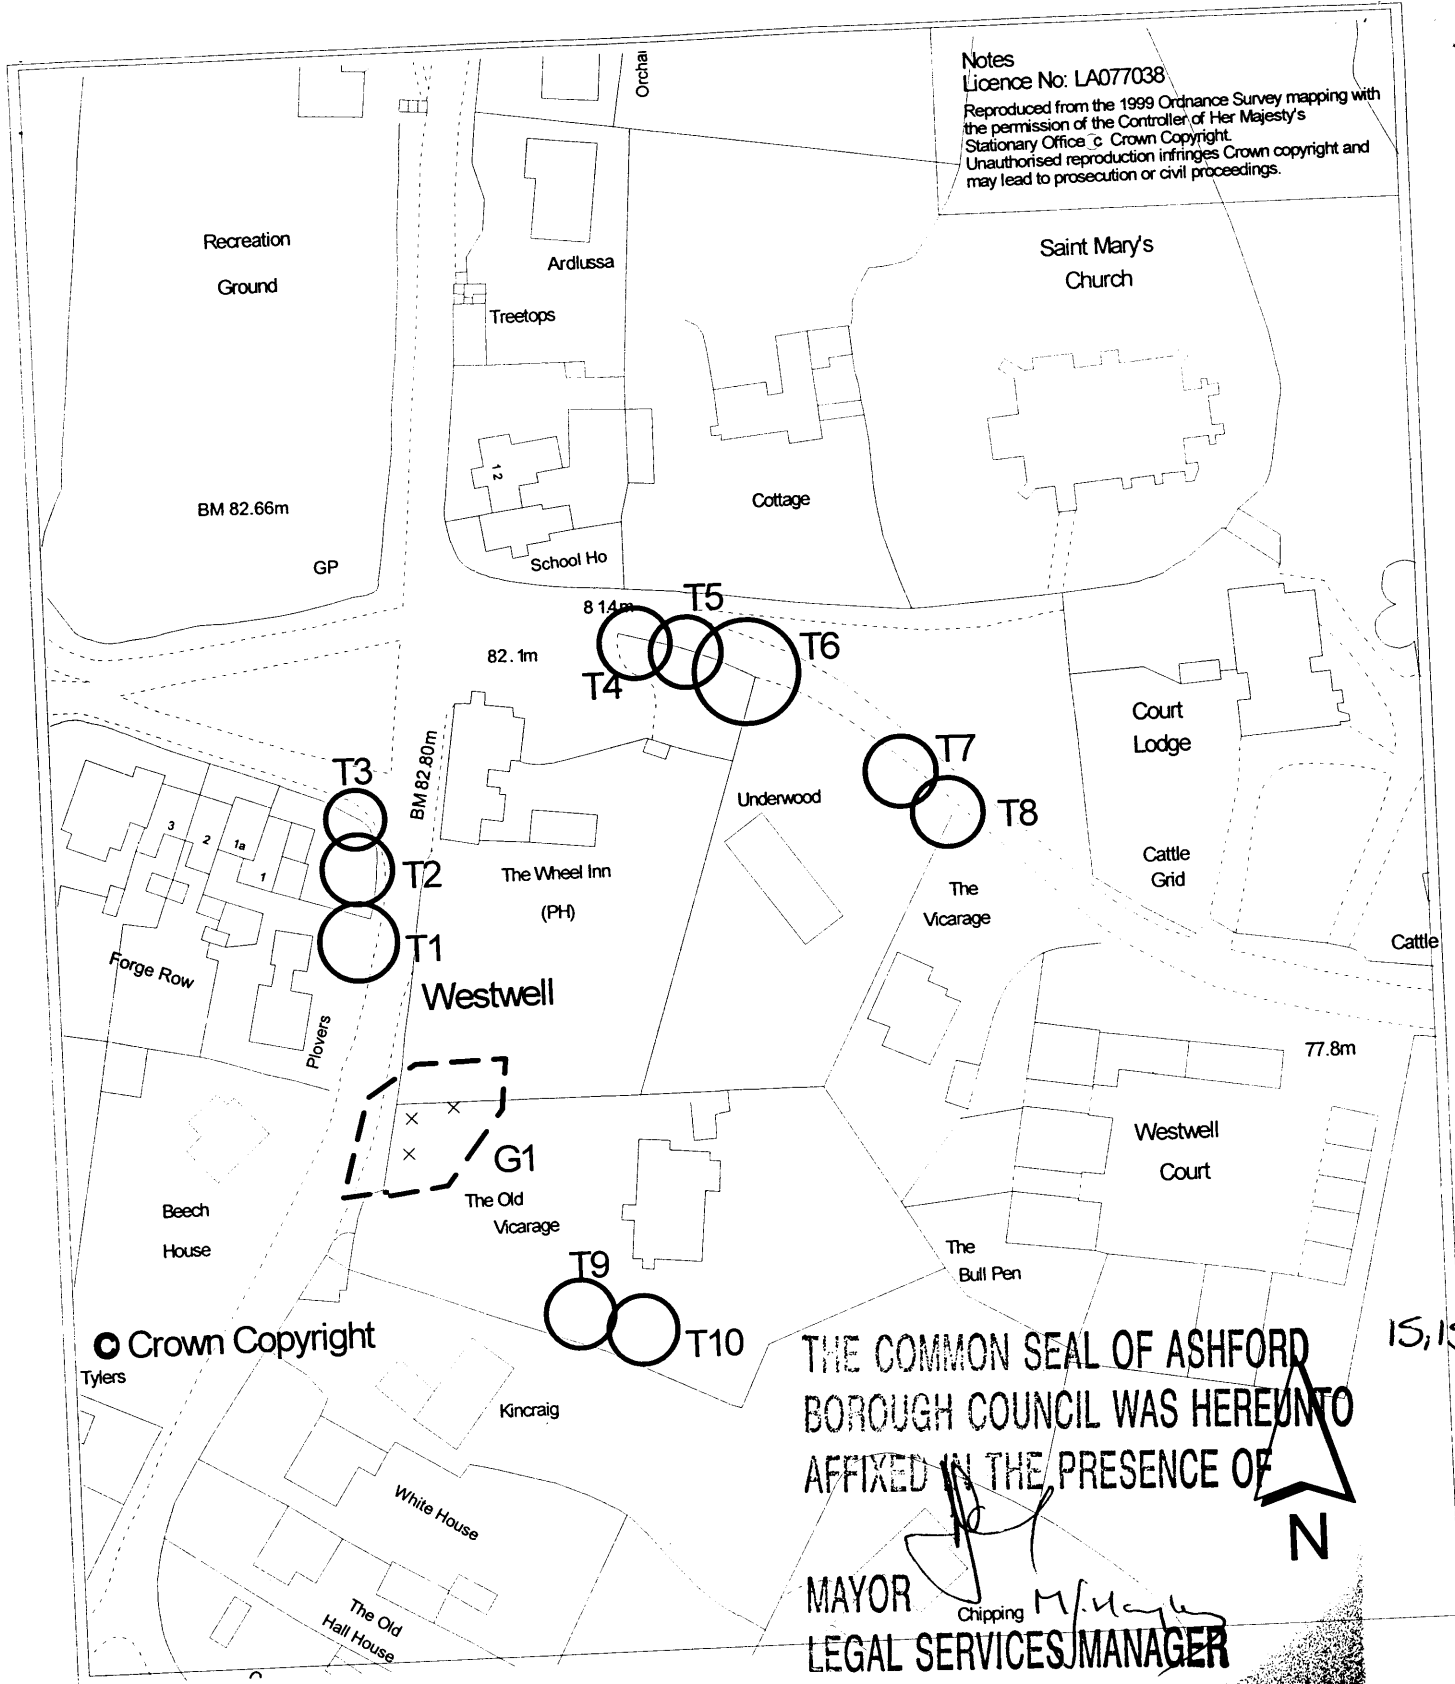 Orchar
Notes
Licence No: LA077038
Reproduced from the 1999 Ordnance Survey mapping with
the permission of the Controller of Her Majesty's
Stationary Office c Crown Copyright.
Unauthorised reproduction infringes Crown copyright and
may lead to prosecution or civil proceedings.
Recreation
Ground
Ardlussa
Treetops
Saint Mary's
Church
1 2
Cottage
BM 82.66m
GP
School Ho
81.4m
82.1m
T5
T6
T4
Court
Lodge
T7
T8
T3
BM 82.80m
Underwood
3
2
1a
1
T2
The Wheel Inn
(PH)
Cattle
Grid
The
Vicarage
T1
Cattle
Forge Row
Westwell
Plovers
77.8m
G1
Westwell
Court
The Old
Vicarage
Beech
House
The
Bull Pen
T9
T10
© Crown Copyright
Tylers
Kincraig
White House
The Old
Hall House
THE COMMON SEAL OF ASHFORD
BOROUGH COUNCIL WAS HEREUNTO
AFFIXED IN THE PRESENCE OF
N
MAYOR
Chipping
LEGAL SERVICES MANAGER